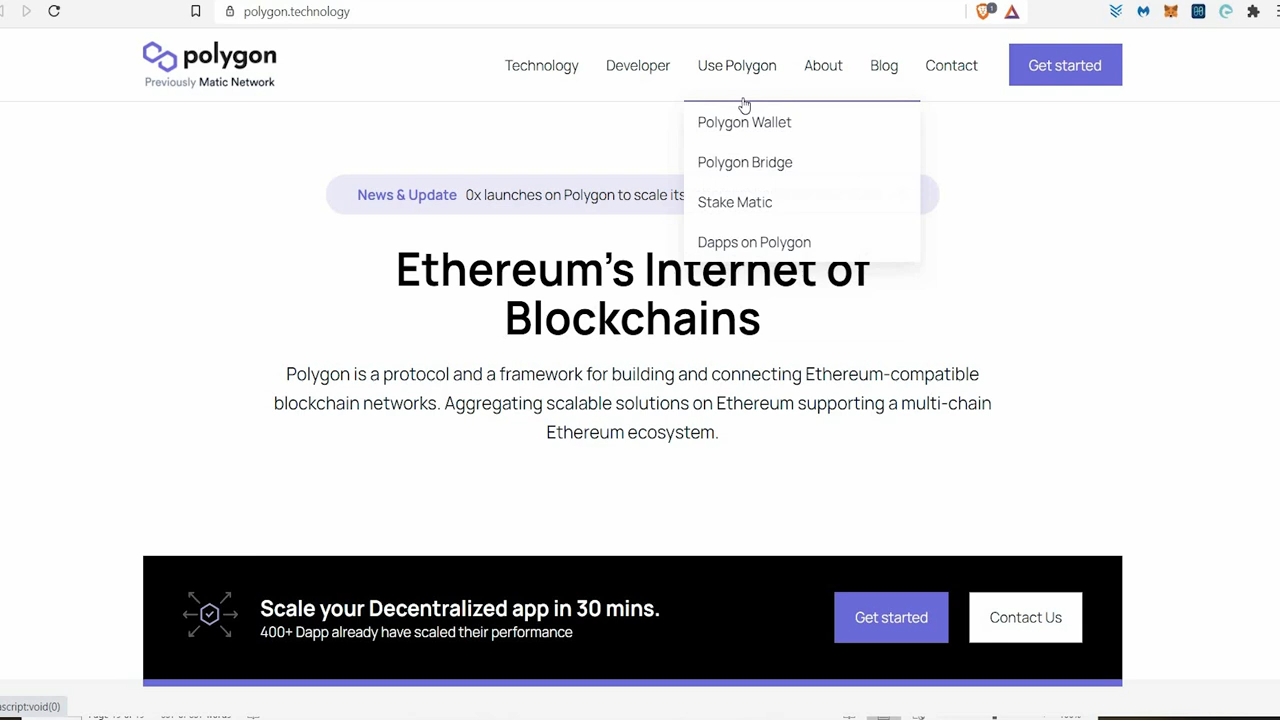 polygon.technology
1
polygon
Previously Matic Network
Technology
Developer
Use Polygon
About
Blog
Contact
Get started
Polygon Wallet
Polygon Bridge
Stake Matic
Dapps on Polygon
News & Update 0x launches on Polygon to scale its
Ethereum's Internet of
Blockchains
Polygon is a protocol and a framework for building and connecting Ethereum-compatible
blockchain networks. Aggregating scalable solutions on Ethereum supporting a multi-chain
Ethereum ecosystem.
Scale your Decentralized app in 30 mins.
400+ Dapp already have scaled their performance
Get started
Contact Us
ascript:void(0)